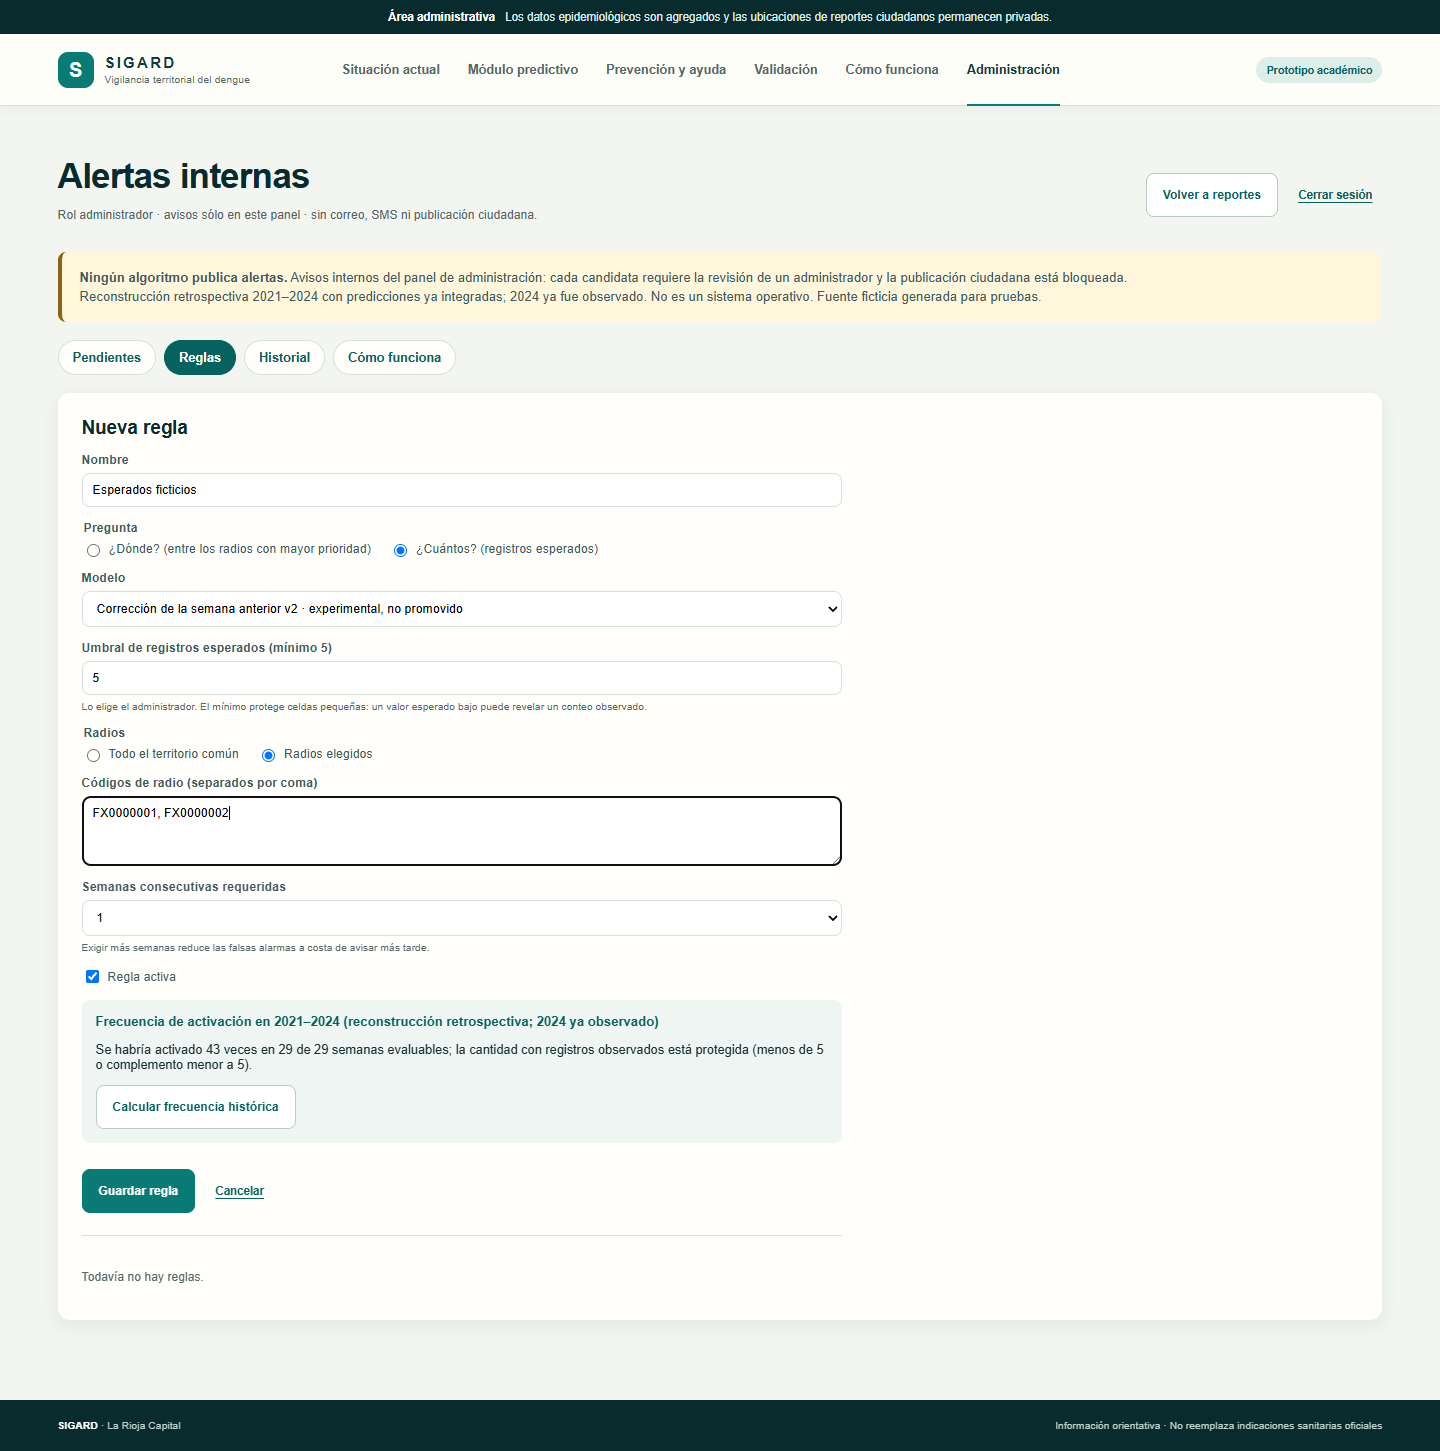 Área administrativa Los datos epidemiológicos son agregados y las ubicaciones de reportes ciudadanos permanecen privadas.
S
SIGARD
Vigilancia territorial del dengue
Situación actual
Módulo predictivo
Prevención y ayuda
Validación
Cómo funciona
Administración
Prototipo académico
Alertas internas
Rol administrador · avisos sólo en este panel · sin correo, SMS ni publicación ciudadana.
Volver a reportes
Cerrar sesión
Ningún algoritmo publica alertas. Avisos internos del panel de administración: cada candidata requiere la revisión de un administrador y la publicación ciudadana está bloqueada.
Reconstrucción retrospectiva 2021–2024 con predicciones ya integradas; 2024 ya fue observado. No es un sistema operativo. Fuente ficticia generada para pruebas.
Pendientes
Reglas
Historial
Cómo funciona
Nueva regla
Nombre
Esperados ficticios
Pregunta
¿Dónde? (entre los radios con mayor prioridad)
¿Cuántos? (registros esperados)
Modelo
Corrección de la semana anterior v2 · experimental, no promovido
Umbral de registros esperados (mínimo 5)
5
Lo elige el administrador. El mínimo protege celdas pequeñas: un valor esperado bajo puede revelar un conteo observado.
Radios
Todo el territorio común
Radios elegidos
Códigos de radio (separados por coma)
FX0000001, FX0000002
Semanas consecutivas requeridas
1
Exigir más semanas reduce las falsas alarmas a costa de avisar más tarde.
Regla activa
Frecuencia de activación en 2021–2024 (reconstrucción retrospectiva; 2024 ya observado)
Se habría activado 43 veces en 29 de 29 semanas evaluables; la cantidad con registros observados está protegida (menos de 5
o complemento menor a 5).
Calcular frecuencia histórica
Guardar regla
Cancelar
Todavía no hay reglas.
SIGARD · La Rioja Capital
Información orientativa · No reemplaza indicaciones sanitarias oficiales